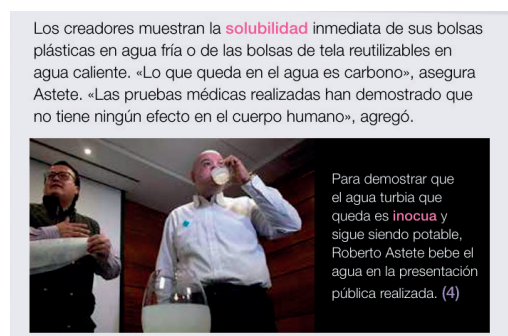 Los creadores muestran la solubilidad inmediata de sus bolsas
plásticas en agua fría o de las bolsas de tela reutilizables en
agua caliente. «Lo que queda en el agua es carbono», asegura
Astete. «Las pruebas médicas realizadas han demostrado que
no tiene ningún efecto en el cuerpo humano», agregó.
Para demostrar que
el agua turbia que
queda es inocua y
sigue siendo potable,
Roberto Astete bebe el
agua en la presentación
pública realizada. (4)